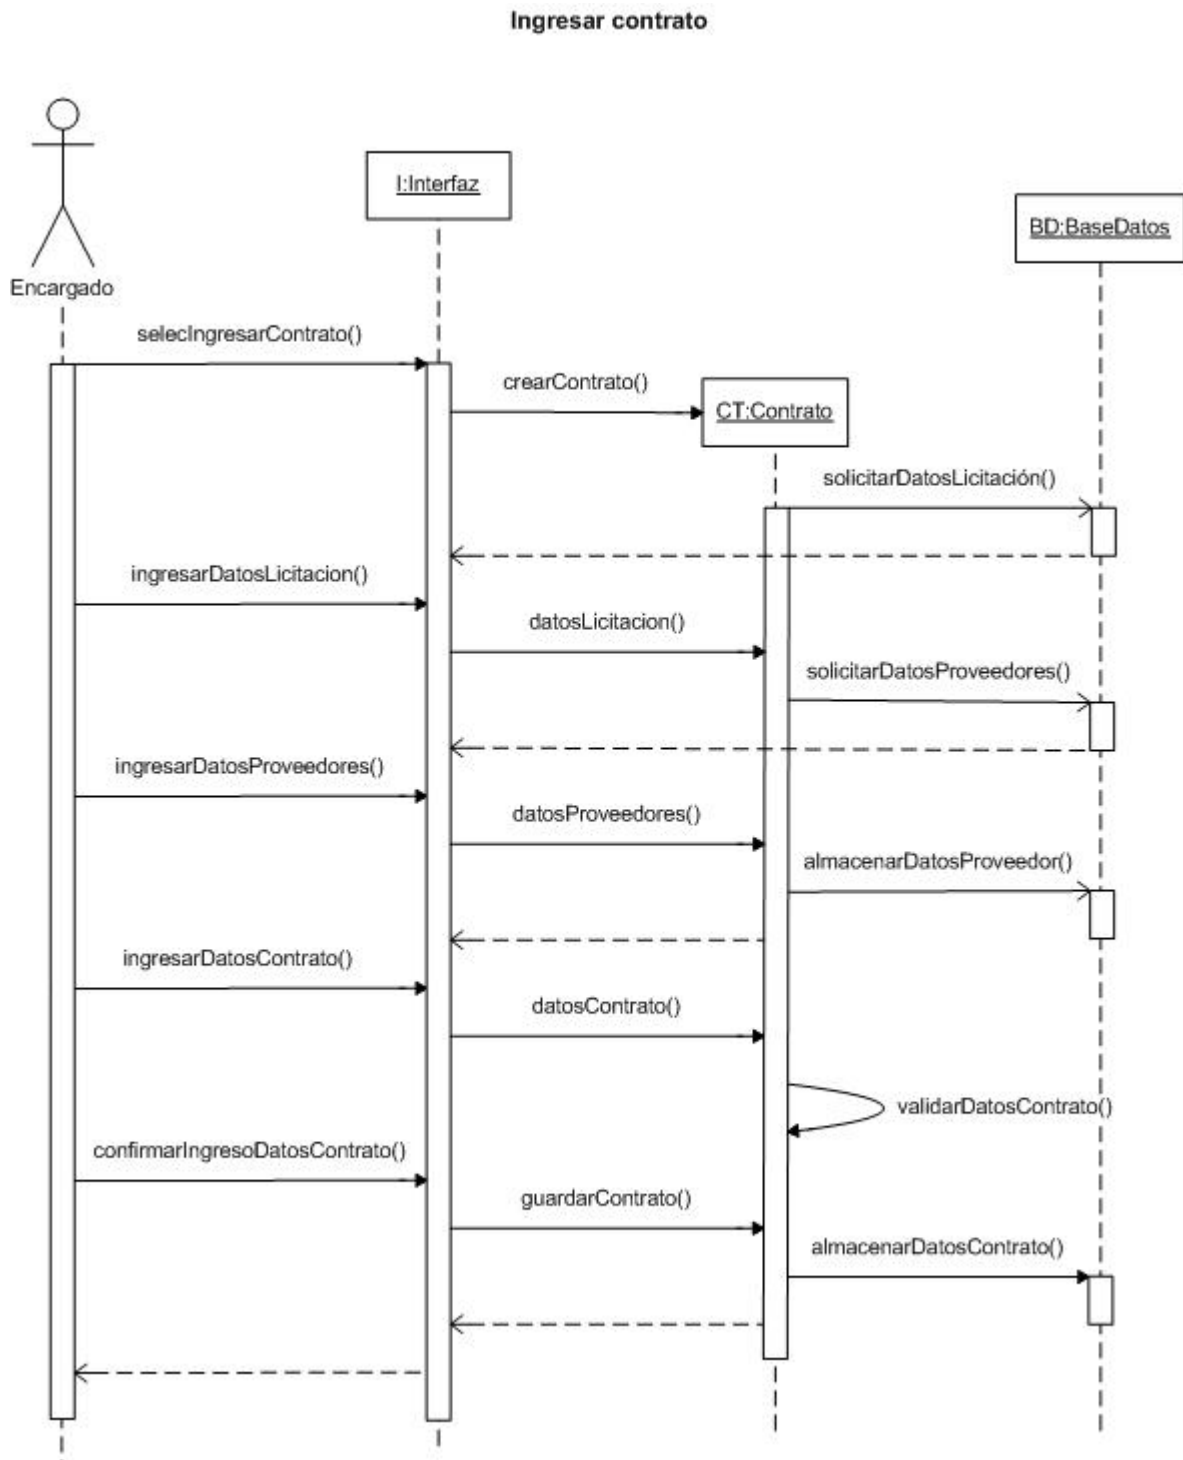 Ingresar contrato
I:Interfaz
BD:BaseDatos
Encargado
selecIngresarContrato()
crearContrato()
CT:Contrato
solicitarDatosLicitación()
ingresarDatosLicitacion()
datosLicitacion()
solicitarDatosProveedores()
ingresarDatosProveedores()
datosProveedores()
almacenarDatosProveedor()
ingresarDatosContrato()
datosContrato()
validarDatosContrato()
confirmarIngresoDatosContrato()
guardarContrato()
almacenarDatosContrato()